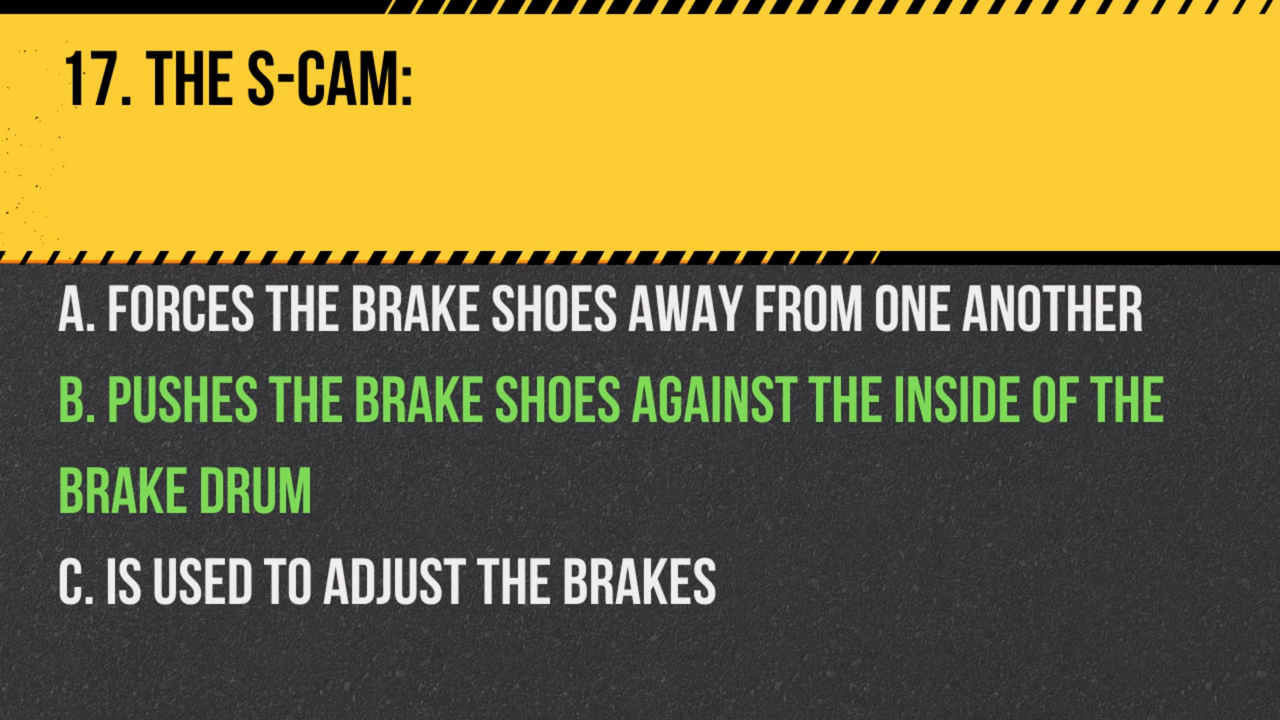 17. THE S-CAM:
A. FORCES THE BRAKE SHOES AWAY FROM ONE ANOTHER
B. PUSHES THE BRAKE SHOES AGAINST THE INSIDE OF THE
BRAKE DRUM
C. IS USED TO ADJUST THE BRAKES